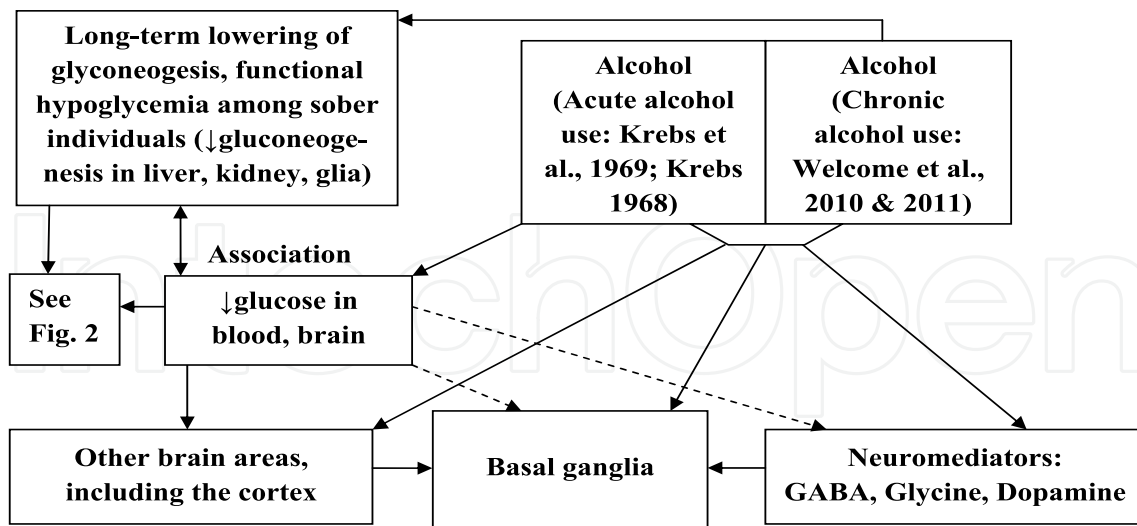 Long-term lowering of
glyconeogesis, functional
hypoglycemia among sober
individuals (↓gluconeoge-
nesis in liver, kidney, glia)
Alcohol
(Acute alcohol
use: Krebs et
al., 1969; Krebs
1968)
Alcohol
(Chronic
alcohol use:
Welcome et al.,
2010 & 2011)
Association
See
Fig. 2
↓glucose in
blood, brain
Other brain areas,
including the cortex
Basal ganglia
Neuromediators:
GABA, Glycine, Dopamine
IntechOpen